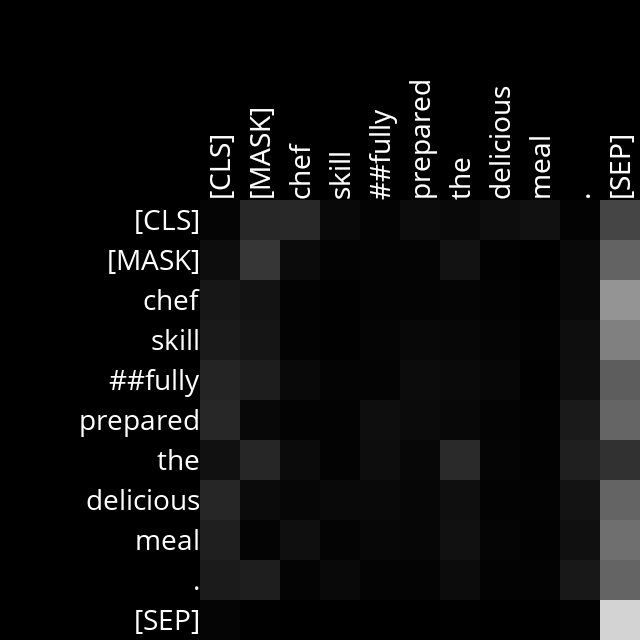 [CLS] [MASK] chef skill ##fully prepared the delicious meal . [SEP]
[CLS]
[MASK]
chef
skill
##fully
prepared
the
delicious
meal
.
[SEP]